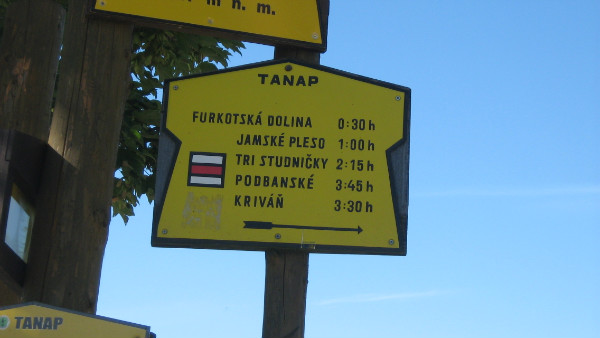 m n. m.
TANAP
FURKOTSKÁ DOLINA 0:30 h
JAMSKÉ PLESO 1:00 h
TRI STUDNIČKY 2:15 h
PODBANSKÉ 3:45 h
KRIVÁŇ 3:30 h
TANAP